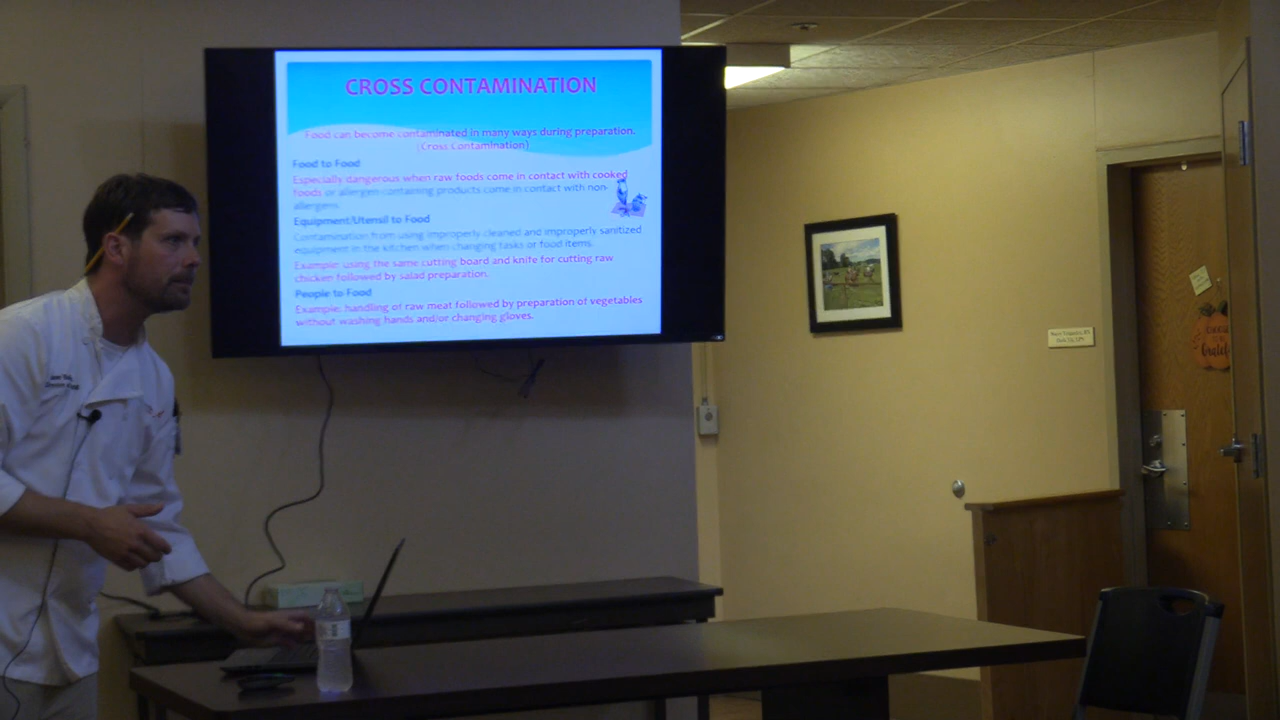 CROSS CONTAMINATION
Food can become contaminated in many ways during preparation.
(Cross Contamination)
Food to Food
Especially dangerous when raw foods come in contact with cooked
foods or allergen containing products come in contact with non-
allergens.
Equipment/Utensil to Food
Contamination from using improperly cleaned and improperly sanitized
equipment in the kitchen when changing tasks or food items.
Example: using the same cutting board and knife for cutting raw
chicken followed by salad preparation.
People to Food
Example: handling of raw meat followed by preparation of vegetables
without washing hands and/or changing gloves.